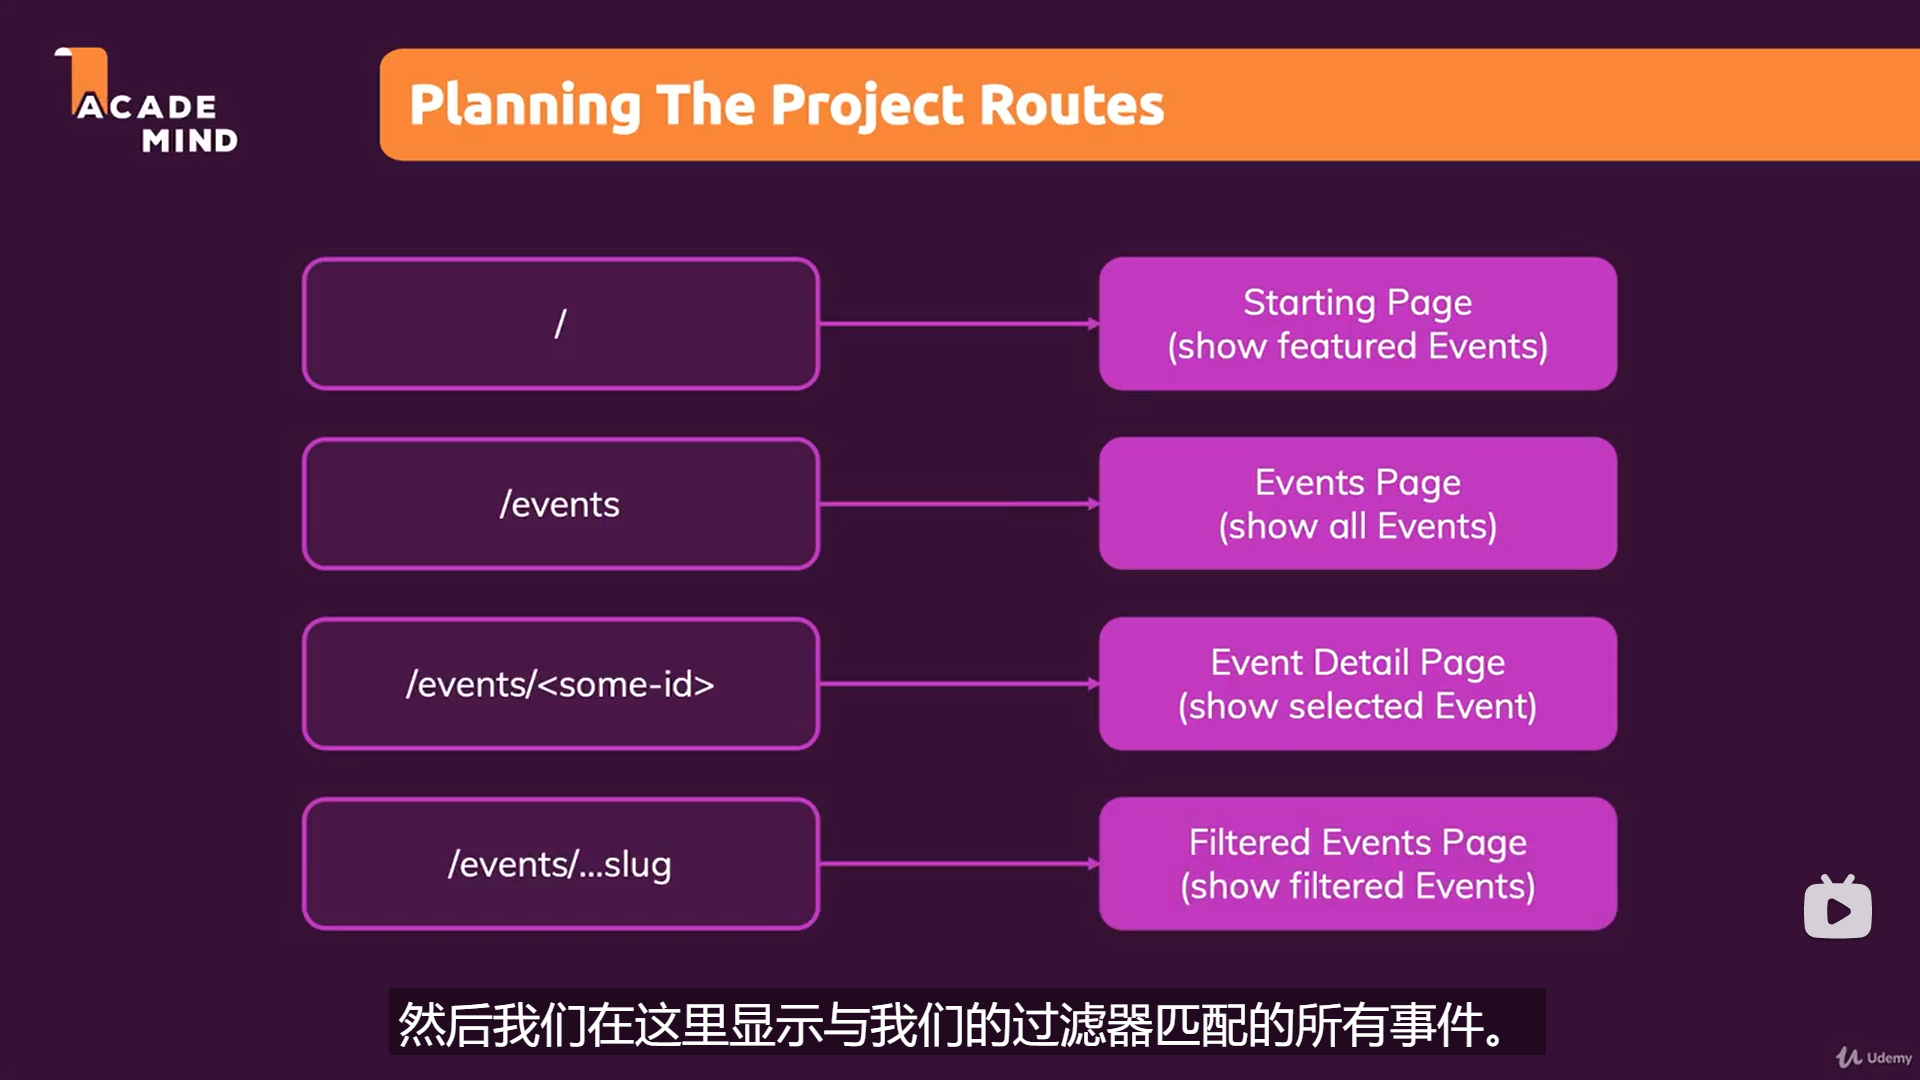 ACADE
MIND
Planning The Project Routes
/
Starting Page
(show featured Events)
/events
Events Page
(show all Events)
/events/<some-id>
Event Detail Page
(show selected Event)
/events/...slug
Filtered Events Page
(show filtered Events)
然后我们在这里显示与我们的过滤器匹配的所有事件。
Udemy